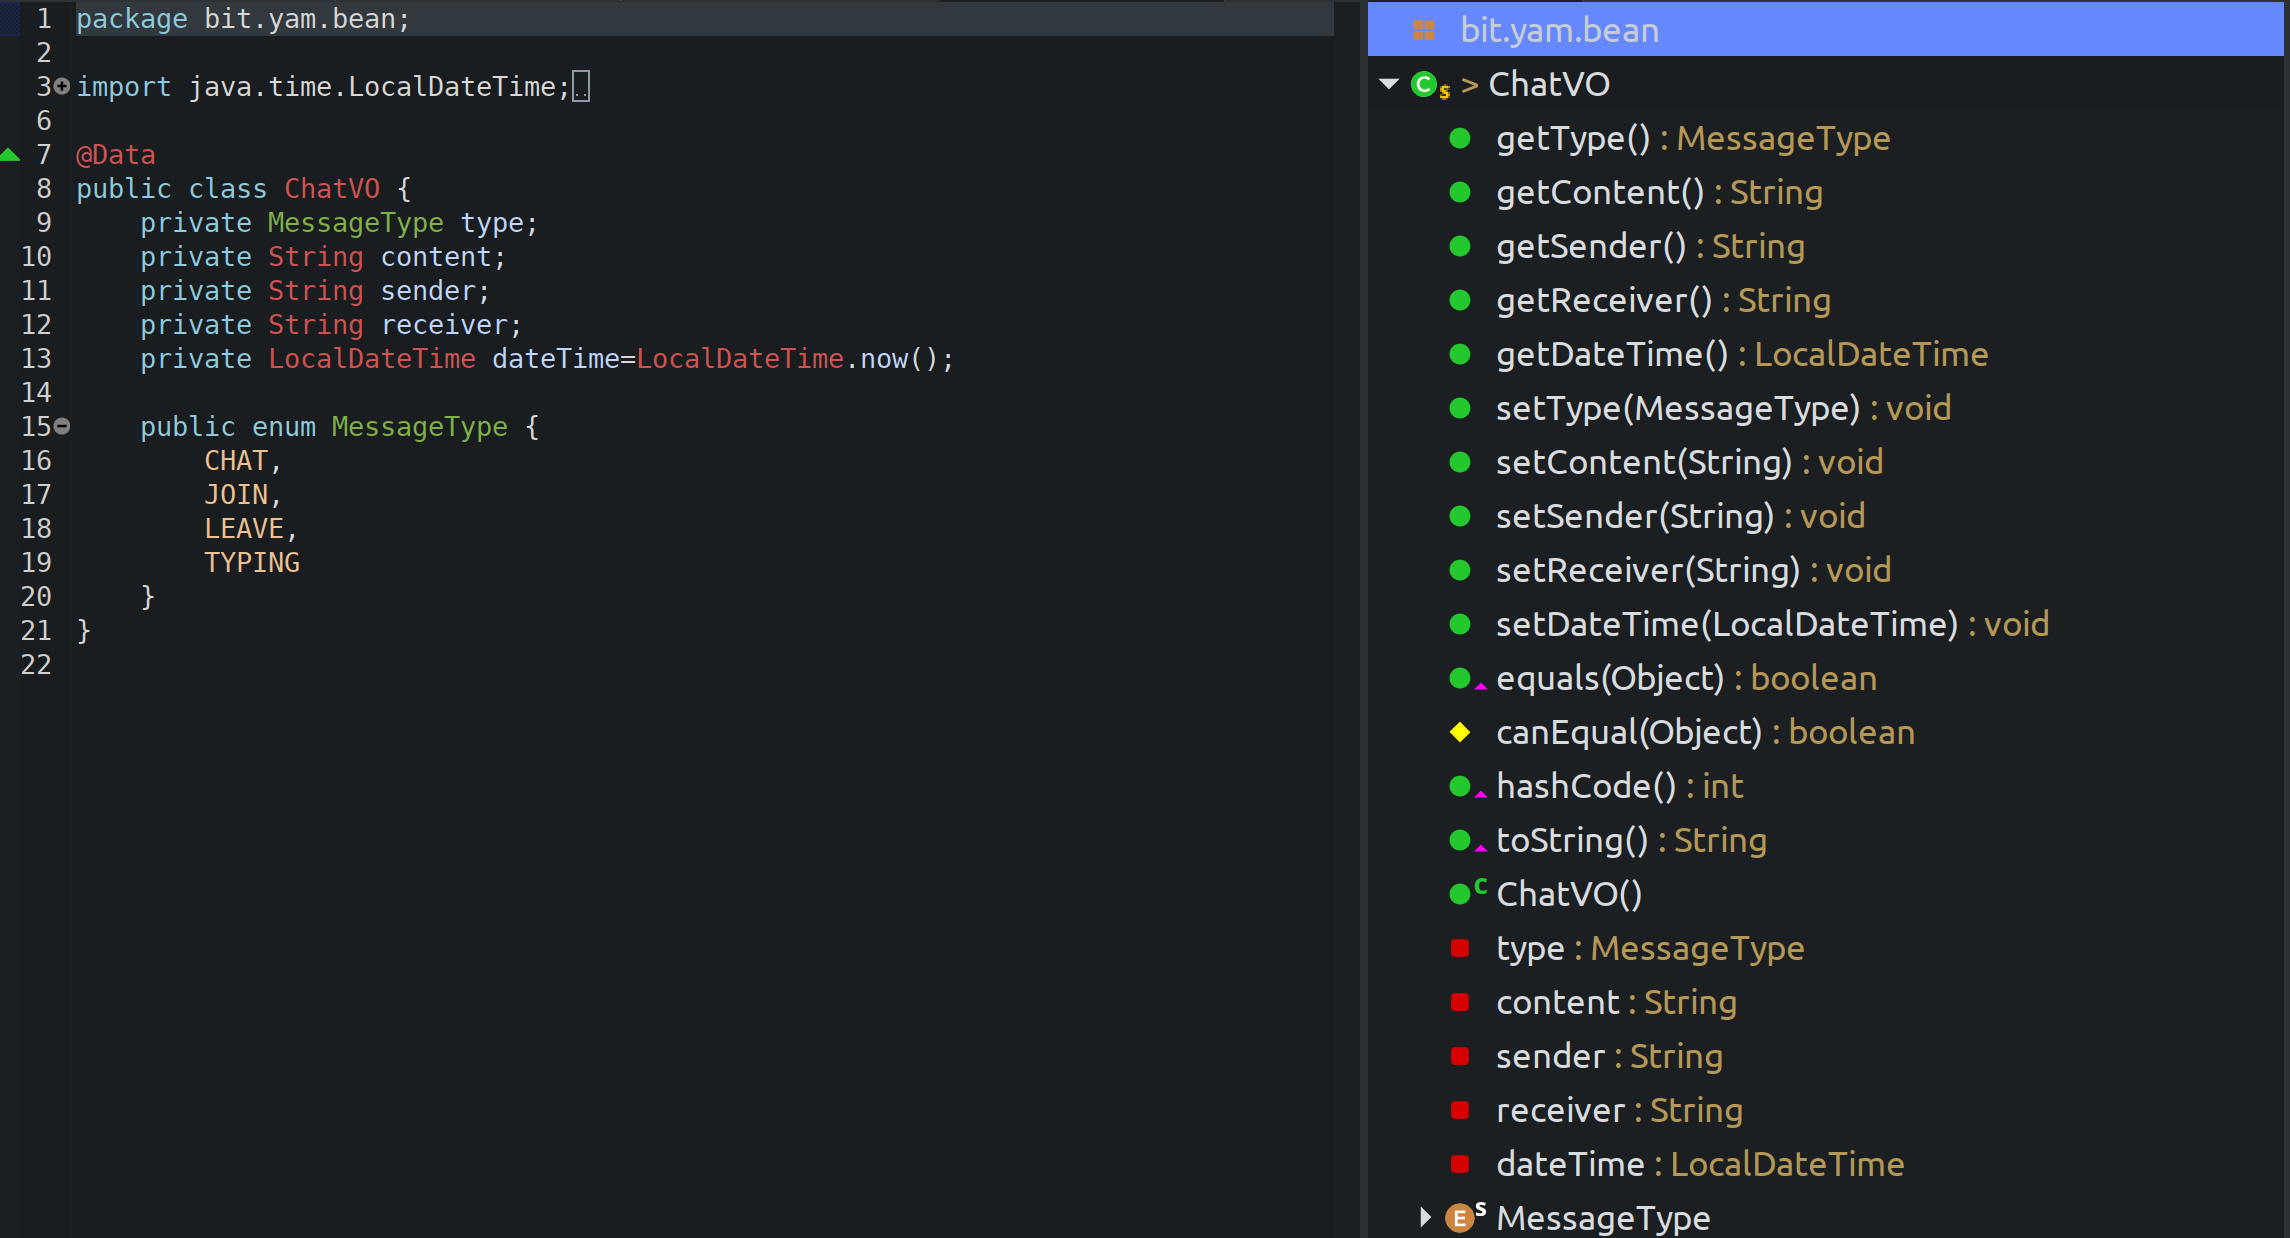 1 package bit.yam.bean;
2
3 import java.time.LocalDateTime;
6
7 @Data
8 public class ChatVO {
9     private MessageType type;
10     private String content;
11     private String sender;
12     private String receiver;
13     private LocalDateTime dateTime=LocalDateTime.now();
14
15     public enum MessageType {
16         CHAT,
17         JOIN,
18         LEAVE,
19         TYPING
20     }
21 }
22
bit.yam.bean
C S > ChatVO
getType() : MessageType
getContent() : String
getSender() : String
getReceiver() : String
getDateTime() : LocalDateTime
setType(MessageType) : void
setContent(String) : void
setSender(String) : void
setReceiver(String) : void
setDateTime(LocalDateTime) : void
equals(Object) : boolean
canEqual(Object) : boolean
hashCode() : int
toString() : String
C ChatVO()
type : MessageType
content : String
sender : String
receiver : String
dateTime : LocalDateTime
E S MessageType